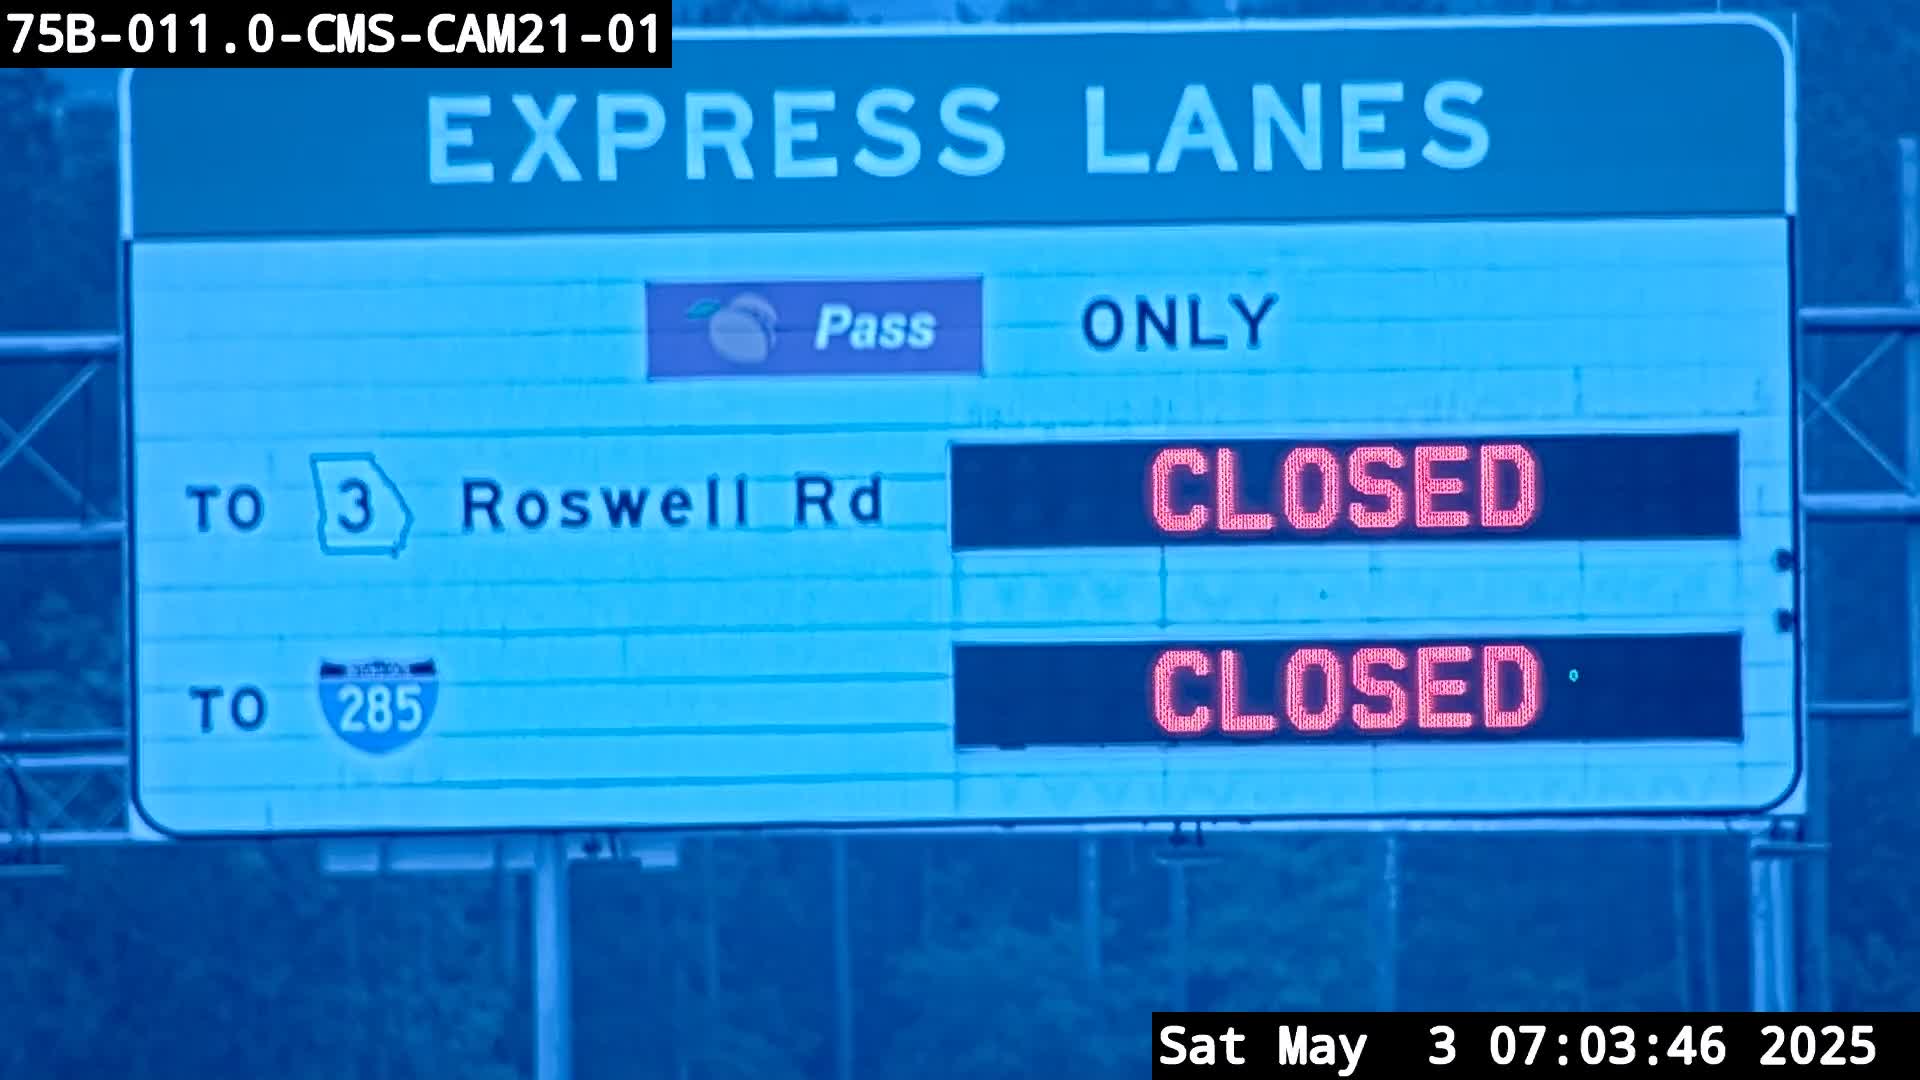 75B-011.0-CMS-CAM21-01
EXPRESS LANES
Pass ONLY
TO 3 Roswell Rd CLOSED
TO 285 CLOSED
Sat May 3 07:03:46 2025